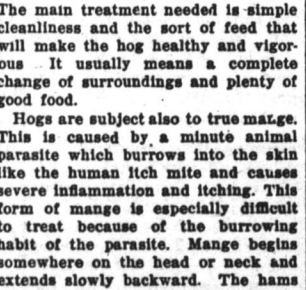 The main treatment needed is simple
cleanliness and the sort of feed that
will make the hog healthy and vigor-
ous It usually means a complete
change of surroundings and plenty of
good food.
Hogs are subject also to true mange.
This is caused by a minute animal
parasite which burrows into the skin
like the human itch mite and causes
severe inflammation and itching. This
form of mange is especially difficult
to treat because of the burrowing
habit of the parasite. Mange begins
somewhere on the head or neck and
extends slowly backward. The hams